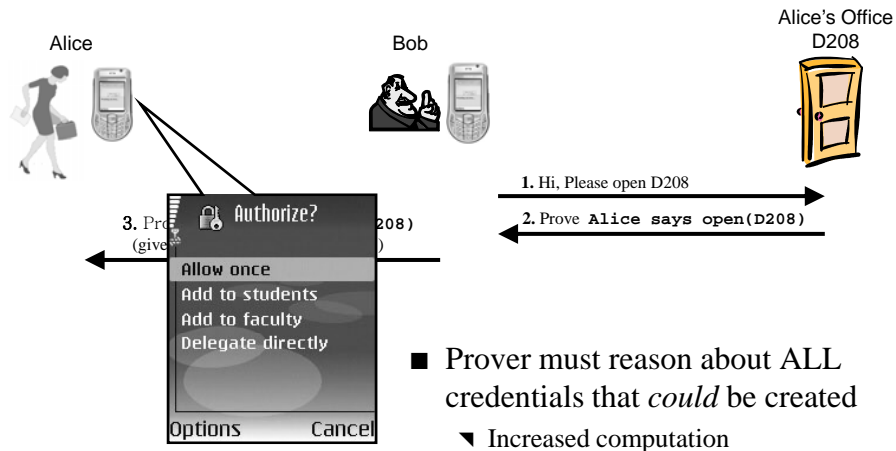 Alice's Office
D208
Alice
Bob
1. Hi, Please open D208
2. Prove Alice says open(D208)
3. Pro 208)
(give )
Authorize?
Allow once
Add to students
Add to faculty
Delegate directly
Options Cancel
■ Prover must reason about ALL
credentials that could be created
◥ Increased computation